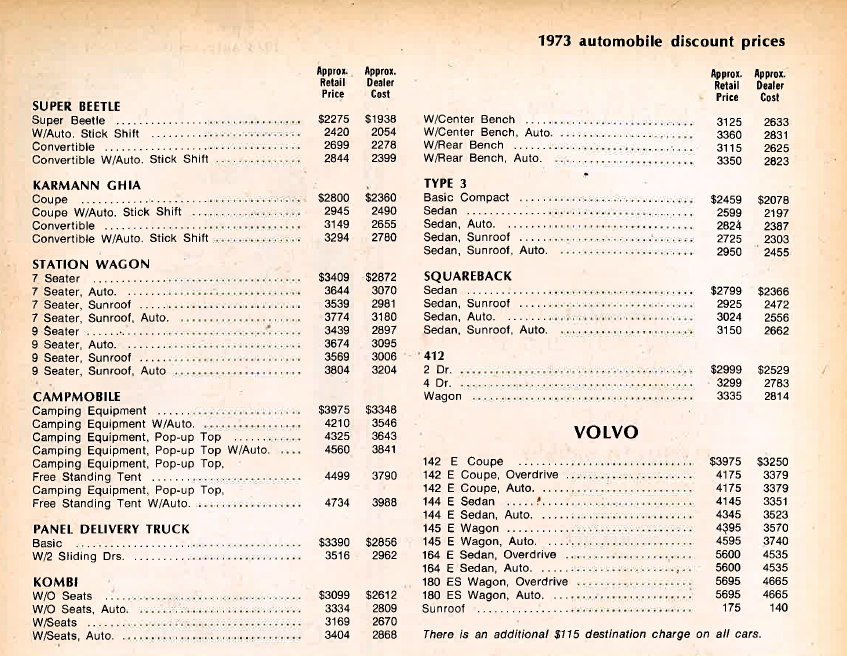 1973 automobile discount prices
Approx. Retail Price Approx. Dealer Cost
SUPER BEETLE
Super Beetle $2275 $1938
W/Auto. Stick Shift 2420 2054
Convertible 2699 2278
Convertible W/Auto. Stick Shift 2844 2399
KARMANN GHIA
Coupe $2800 $2360
Coupe W/Auto. Stick Shift 2945 2490
Convertible 3149 2655
Convertible W/Auto. Stick Shift 3294 2780
STATION WAGON
7 Seater $3409 $2872
7 Seater, Auto. 3644 3070
7 Seater, Sunroof 3539 2981
7 Seater, Sunroof, Auto. 3774 3180
9 Seater 3439 2897
9 Seater, Auto. 3674 3095
9 Seater, Sunroof 3569 3006
9 Seater, Sunroof, Auto 3804 3204
CAMPMOBILE
Camping Equipment $3975 $3348
Camping Equipment W/Auto. 4210 3546
Camping Equipment, Pop-up Top 4325 3643
Camping Equipment, Pop-up Top W/Auto. 4560 3841
Camping Equipment, Pop-up Top,
Free Standing Tent 4499 3790
Camping Equipment, Pop-up Top,
Free Standing Tent W/Auto. 4734 3988
PANEL DELIVERY TRUCK
Basic $3390 $2856
W/2 Sliding Drs. 3516 2962
KOMBI
W/O Seats $3099 $2612
W/O Seats, Auto. 3334 2809
W/Seats 3169 2670
W/Seats, Auto. 3404 2868
Approx. Retail Price Approx. Dealer Cost
W/Center Bench 3125 2633
W/Center Bench, Auto. 3360 2831
W/Rear Bench 3115 2625
W/Rear Bench, Auto. 3350 2823
TYPE 3
Basic Compact $2459 $2078
Sedan 2599 2197
Sedan, Auto. 2824 2387
Sedan, Sunroof 2725 2303
Sedan, Sunroof, Auto. 2950 2455
SQUAREBACK
Sedan $2799 $2366
Sedan, Sunroof 2925 2472
Sedan, Auto. 3024 2556
Sedan, Sunroof, Auto. 3150 2662
412
2 Dr. $2999 $2529
4 Dr. 3299 2783
Wagon 3335 2814
VOLVO
142 E Coupe $3975 $3250
142 E Coupe, Overdrive 4175 3379
142 E Coupe, Auto. 4175 3379
144 E Sedan 4145 3351
144 E Sedan, Auto. 4345 3523
145 E Wagon 4395 3570
145 E Wagon, Auto. 4595 3740
164 E Sedan, Overdrive 5600 4535
164 E Sedan, Auto. 5600 4535
180 ES Wagon, Overdrive 5695 4665
180 ES Wagon, Auto. 5695 4665
Sunroof 175 140
There is an additional $115 destination charge on all cars.